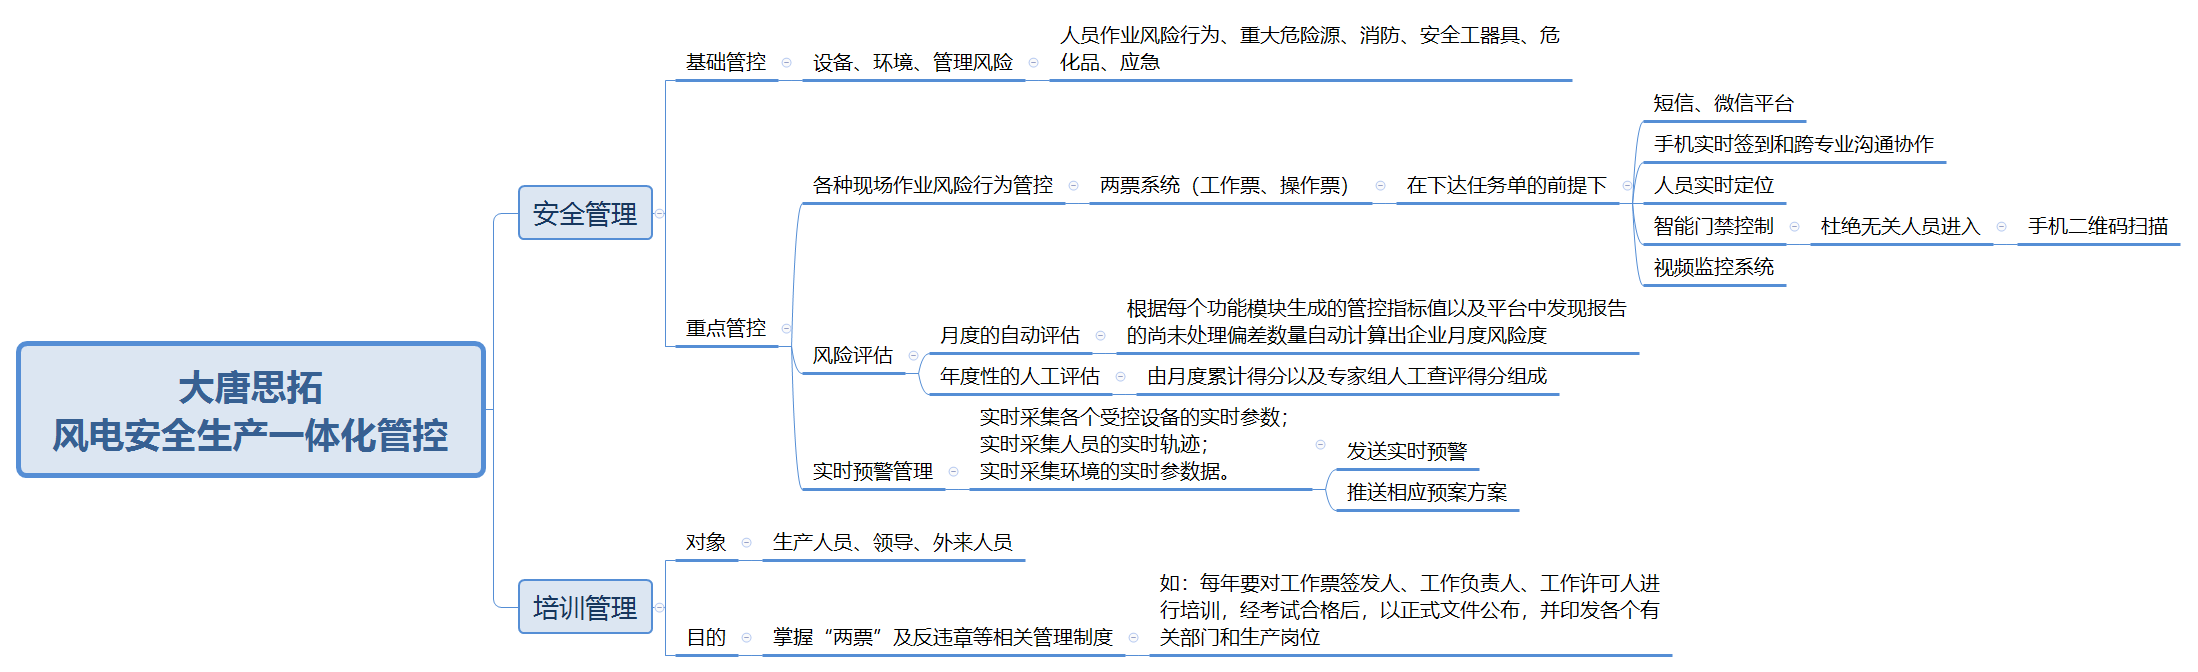 大唐思拓
风电安全生产一体化管控
安全管理
基础管控
设备、环境、管理风险
人员作业风险行为、重大危险源、消防、安全工器具、危
化品、应急
重点管控
各种现场作业风险行为管控
两票系统（工作票、操作票）
在下达任务单的前提下
短信、微信平台
手机实时签到和跨专业沟通协作
人员实时定位
智能门禁控制
杜绝无关人员进入
手机二维码扫描
视频监控系统
风险评估
月度的自动评估
根据每个功能模块生成的管控指标值以及平台中发现报告
的尚未处理偏差数量自动计算出企业月度风险度
年度性的人工评估
由月度累计得分以及专家组人工查评得分组成
实时预警管理
实时采集各个受控设备的实时参数；
实时采集人员的实时轨迹；
实时采集环境的实时参数据。
发送实时预警
推送相应预案方案
培训管理
对象
生产人员、领导、外来人员
目的
掌握“两票”及反违章等相关管理制度
如：每年要对工作票签发人、工作负责人、工作许可人进
行培训，经考试合格后，以正式文件公布，并印发各个有
关部门和生产岗位